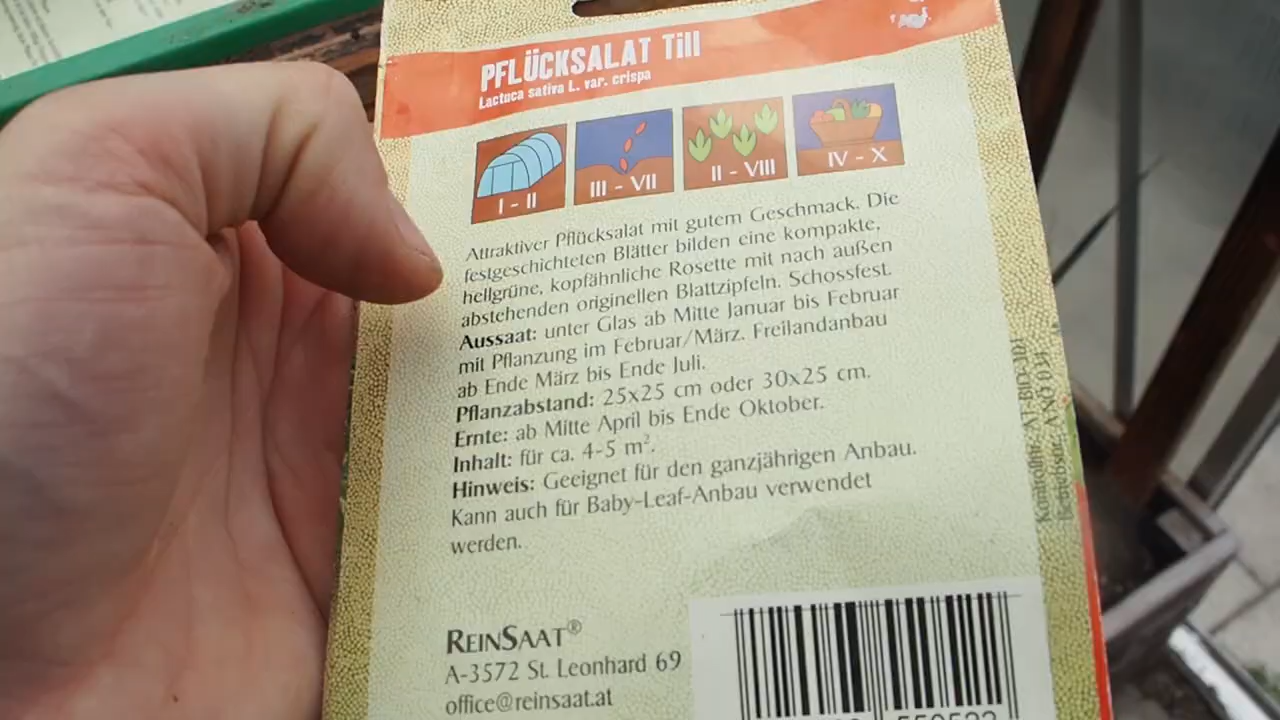 PFLÜCKSALAT Till
Lactuca sativa L. var. crispa
I - II
III - VII
II - VIII
IV - X
Attraktiver Pflücksalat mit gutem Geschmack. Die
festgeschichteten Blätter bilden eine kompakte,
hellgrüne, kopfähnliche Rosette mit nach außen
abstehenden originellen Blattzipfeln. Schossfest.
Aussaat: unter Glas ab Mitte Januar bis Februar
mit Pflanzung im Februar/März. Freilandanbau
ab Ende März bis Ende Juli.
Pflanzabstand: 25x25 cm oder 30x25 cm.
Ernte: ab Mitte April bis Ende Oktober.
Inhalt: für ca. 4-5 m².
Hinweis: Geeignet für den ganzjährigen Anbau.
Kann auch für Baby-Leaf-Anbau verwendet
werden.
REINSAAT®
A-3572 St. Leonhard 69
office@reinsaat.at